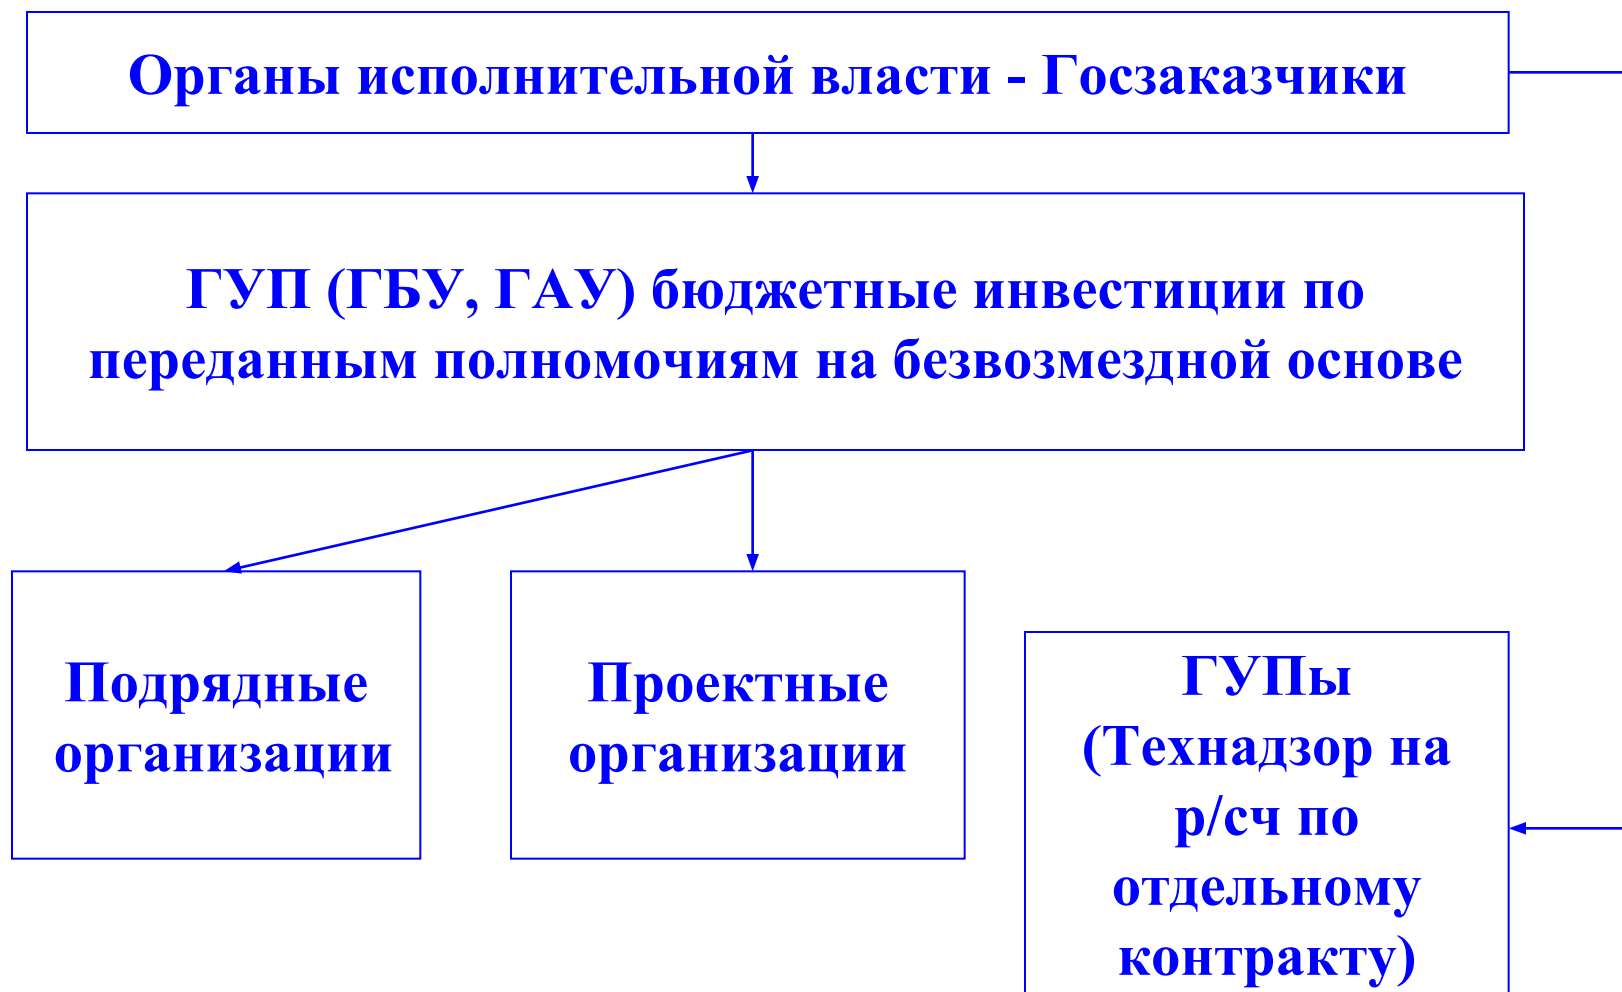 Органы исполнительной власти - Госзаказчики
ГУП (ГБУ, ГАУ) бюджетные инвестиции по
переданным полномочиям на безвозмездной основе
Подрядные
организации
Проектные
организации
ГУПы
(Технадзор на
р/сч по
отдельному
контракту)